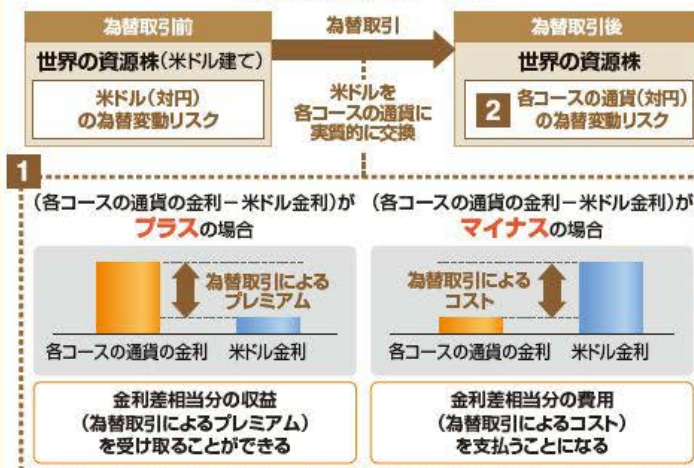 為替取引前
為替取引
為替取引後
世界の資源株(米ドル建て)
世界の資源株
米ドル(対円)
の為替変動リスク
米ドルを
各コースの通貨に
実質的に交換
2
各コースの通貨(対円)
の為替変動リスク
1
(各コースの通貨の金利－米ドル金利)が
プラスの場合
(各コースの通貨の金利－米ドル金利)が
マイナスの場合
為替取引による
プレミアム
為替取引による
コスト
各コースの通貨の金利
米ドル金利
各コースの通貨の金利
米ドル金利
金利差相当分の収益
(為替取引によるプレミアム)
を受け取ることができる
金利差相当分の費用
(為替取引によるコスト)
を支払うことになる